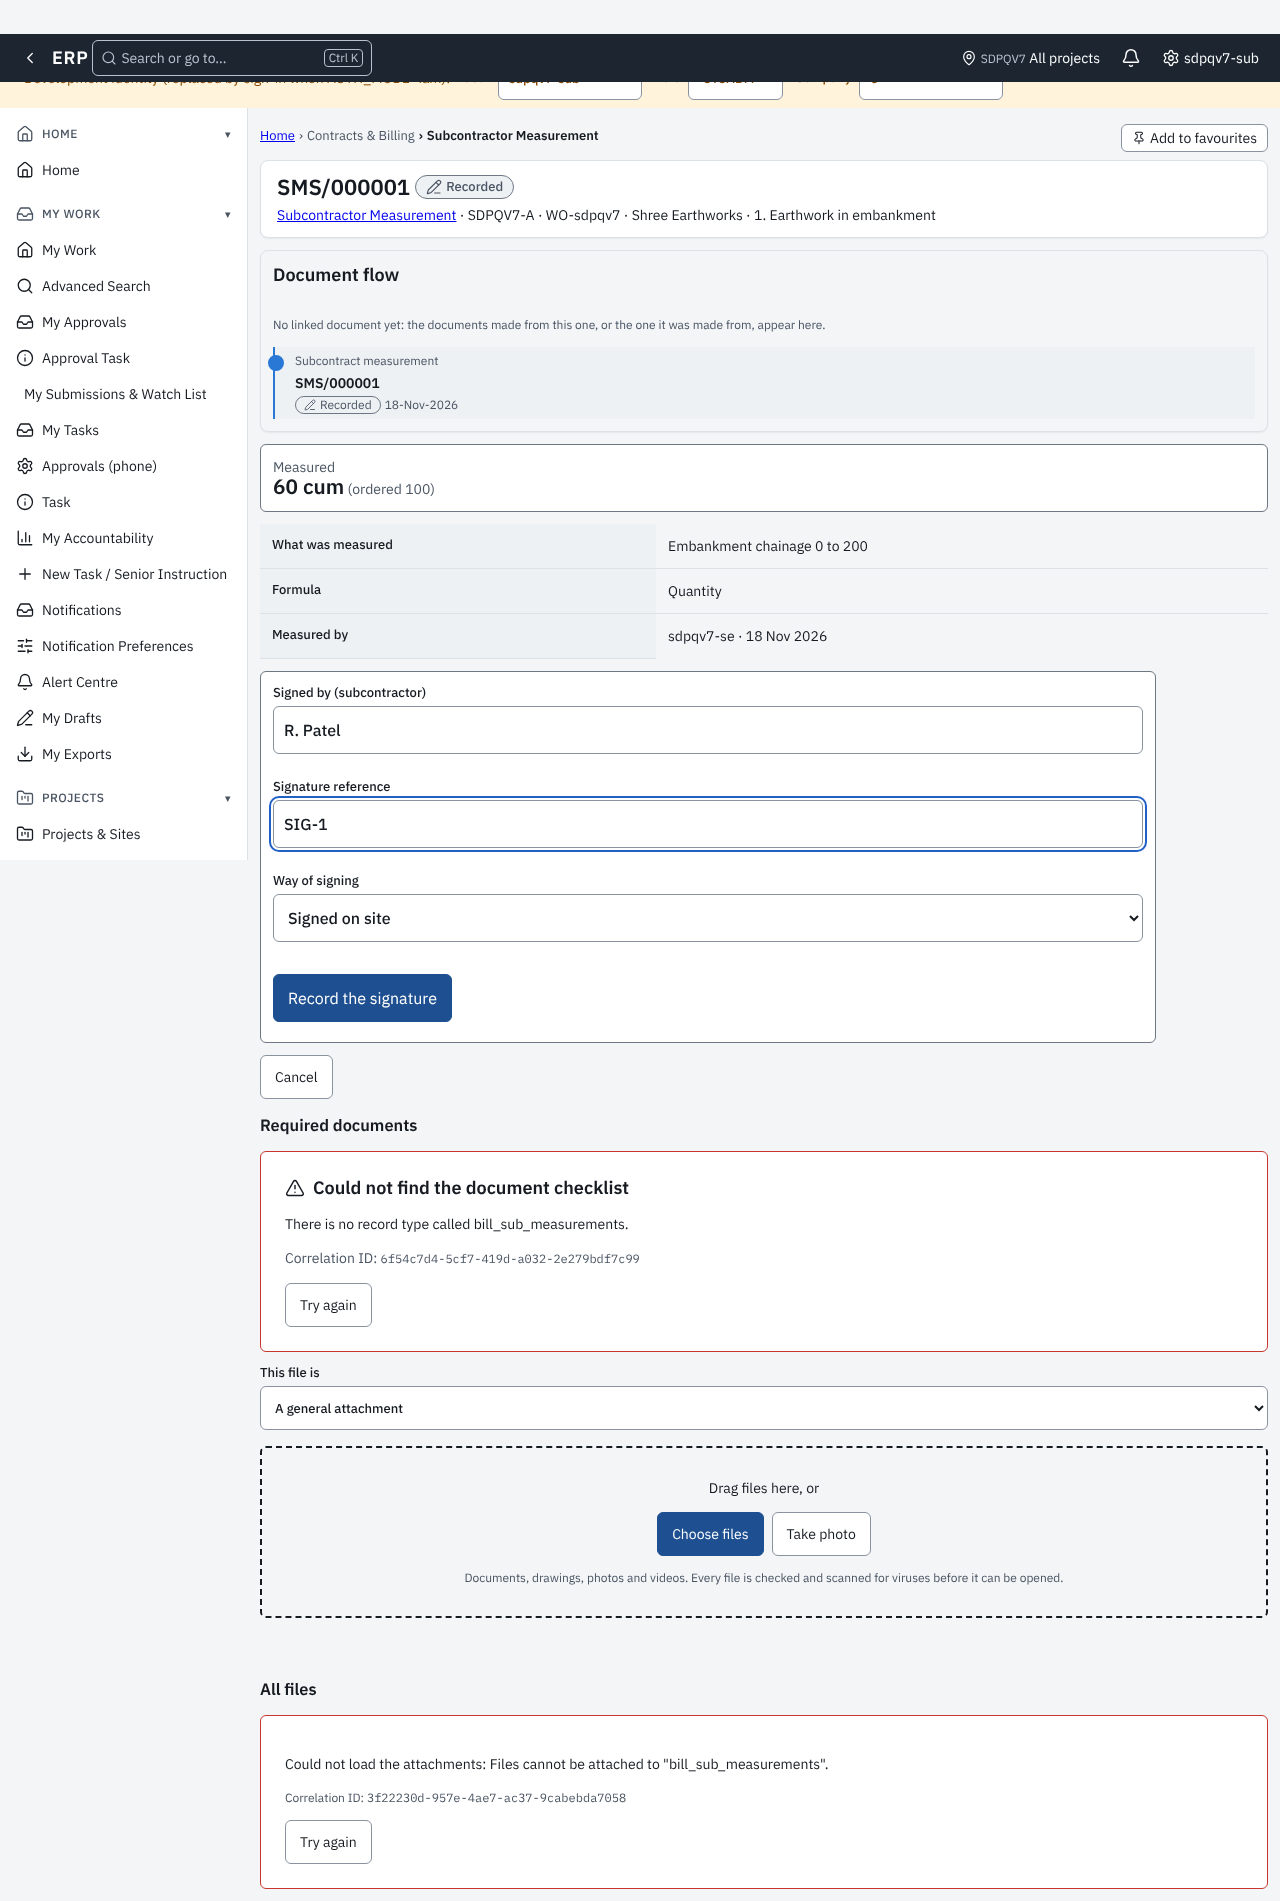 ERP
Search or go to...
Ctrl K
SDPQV7 All projects
sdpqv7-sub
HOME
Home
MY WORK
My Work
Advanced Search
My Approvals
Approval Task
My Submissions & Watch List
My Tasks
Approvals (phone)
Task
My Accountability
New Task / Senior Instruction
Notifications
Notification Preferences
Alert Centre
My Drafts
My Exports
PROJECTS
Projects & Sites
Home › Contracts & Billing › Subcontractor Measurement
Add to favourites
SMS/000001 Recorded
Subcontractor Measurement · SDPQV7-A · WO-sdpqv7 · Shree Earthworks · 1. Earthwork in embankment
Document flow
No linked document yet: the documents made from this one, or the one it was made from, appear here.
Subcontract measurement
SMS/000001
Recorded 18-Nov-2026
Measured
60 cum (ordered 100)
What was measured Embankment chainage 0 to 200
Formula Quantity
Measured by sdpqv7-se · 18 Nov 2026
Signed by (subcontractor)
R. Patel
Signature reference
SIG-1
Way of signing
Signed on site
Record the signature
Cancel
Required documents
Could not find the document checklist
There is no record type called bill_sub_measurements.
Correlation ID: 6f54c7d4-5cf7-419d-a032-2e279bdf7c99
Try again
This file is
A general attachment
Drag files here, or
Choose files
Take photo
Documents, drawings, photos and videos. Every file is checked and scanned for viruses before it can be opened.
All files
Could not load the attachments: Files cannot be attached to "bill_sub_measurements".
Correlation ID: 3f22230d-957e-4ae7-ac37-9cabebda7058
Try again